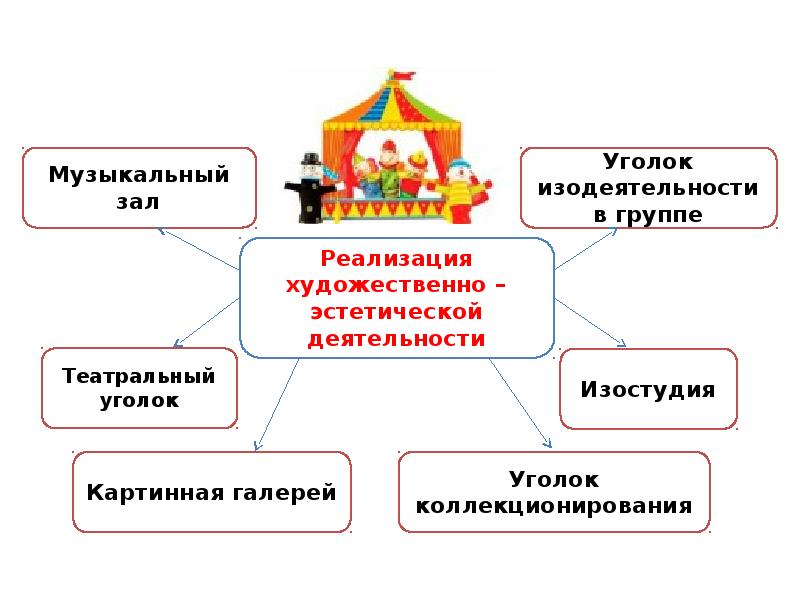 Музыкальный
зал
Уголок
изодеятельности
в группе
Реализация
художественно –
эстетической
деятельности
Театральный
уголок
Изостудия
Картинная галерей
Уголок
коллекционирования